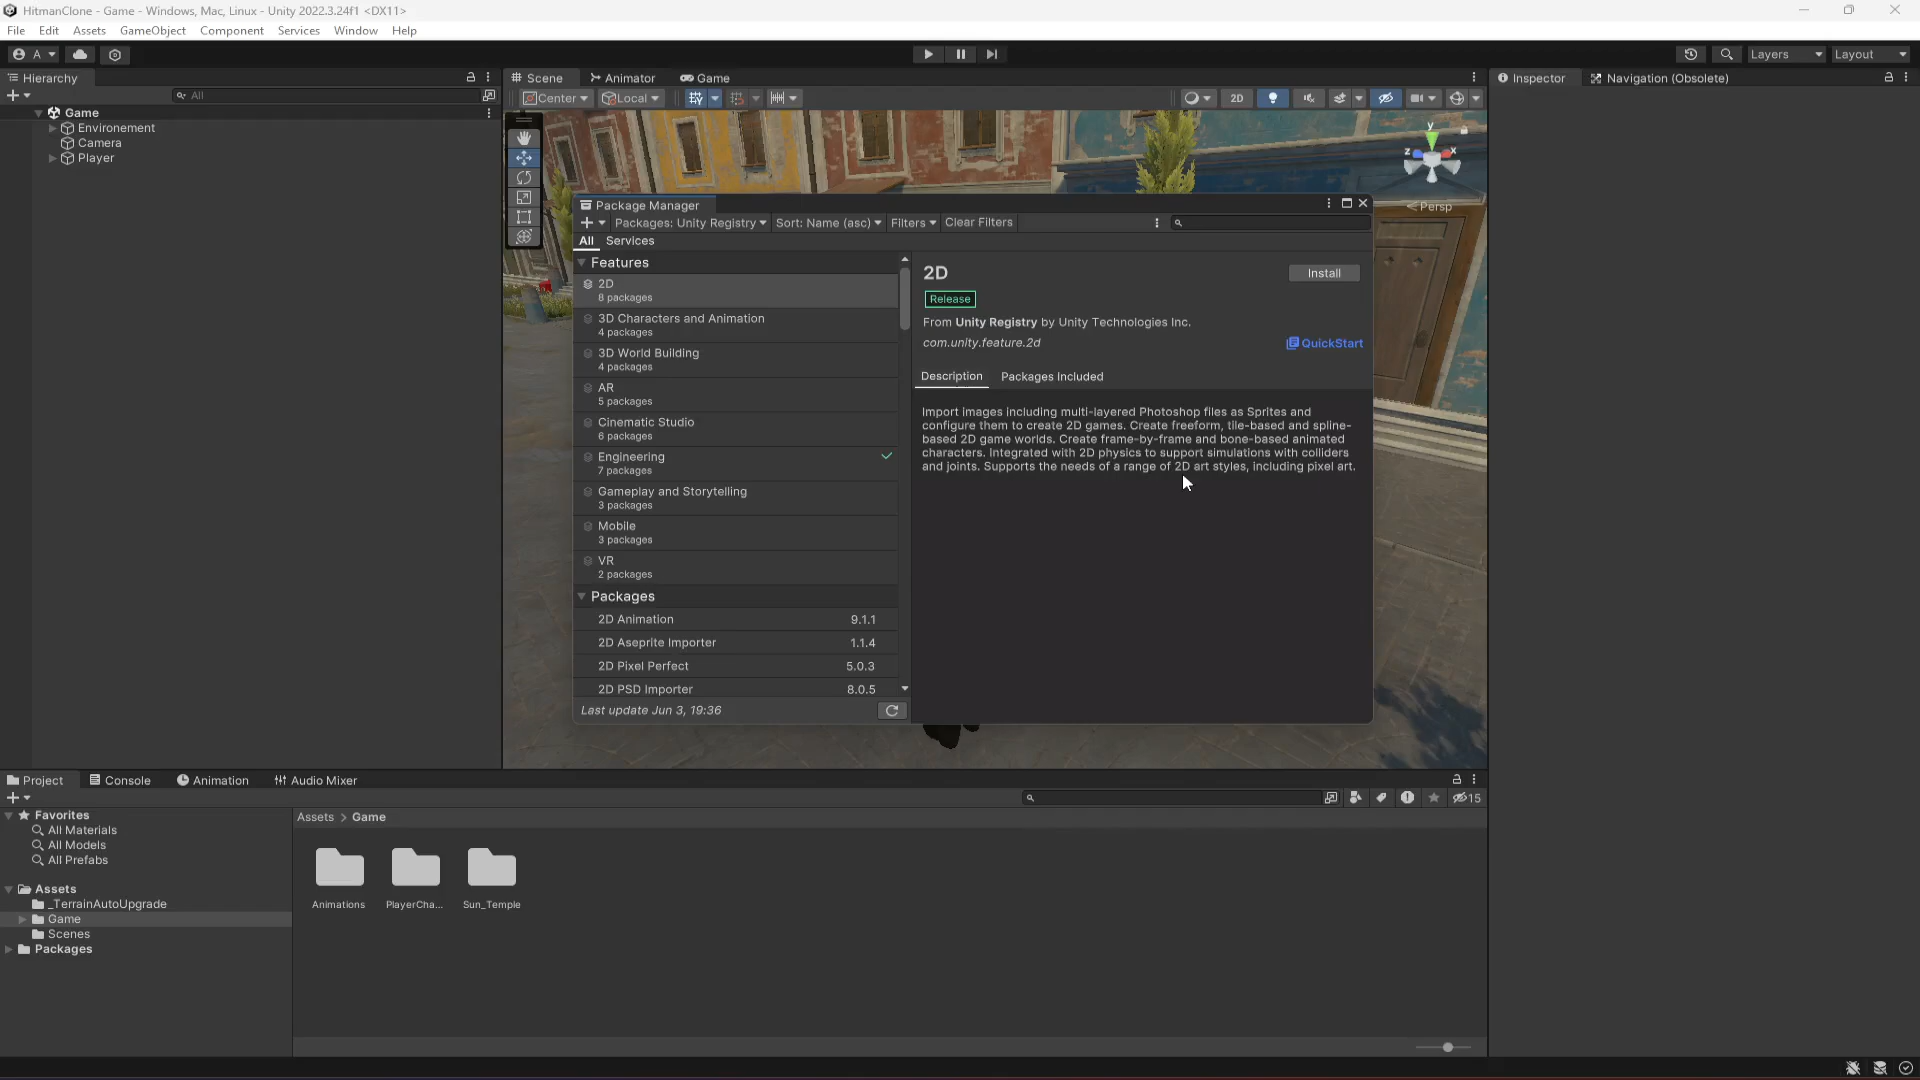 HitmanClone - Game - Windows, Mac, Linux - Unity 2022.3.24f1 <DX11>
File Edit Assets GameObject Component Services Window Help
A
Layers
Layout
Hierarchy
All
Game
Environement
Camera
Player
Scene
Animator
Game
Center
Local
2D
y
z
x
Persp
Inspector
Navigation (Obsolete)
Package Manager
Packages: Unity Registry
Sort: Name (asc)
Filters
Clear Filters
All
Services
Features
2D
8 packages
3D Characters and Animation
4 packages
3D World Building
4 packages
AR
5 packages
Cinematic Studio
6 packages
Engineering
7 packages
Gameplay and Storytelling
3 packages
Mobile
3 packages
VR
2 packages
Packages
2D Animation 9.1.1
2D Aseprite Importer 1.1.4
2D Pixel Perfect 5.0.3
2D PSD Importer 8.0.5
Last update Jun 3, 19:36
2D
Install
Release
From Unity Registry by Unity Technologies Inc.
com.unity.feature.2d
QuickStart
Description
Packages Included
Import images including multi-layered Photoshop files as Sprites and
configure them to create 2D games. Create freeform, tile-based and spline-
based 2D game worlds. Create frame-by-frame and bone-based animated
characters. Integrated with 2D physics to support simulations with colliders
and joints. Supports the needs of a range of 2D art styles, including pixel art.
Project
Console
Animation
Audio Mixer
15
Favorites
All Materials
All Models
All Prefabs
Assets
_TerrainAutoUpgrade
Game
Scenes
Packages
Assets > Game
Animations
PlayerCha...
Sun_Temple